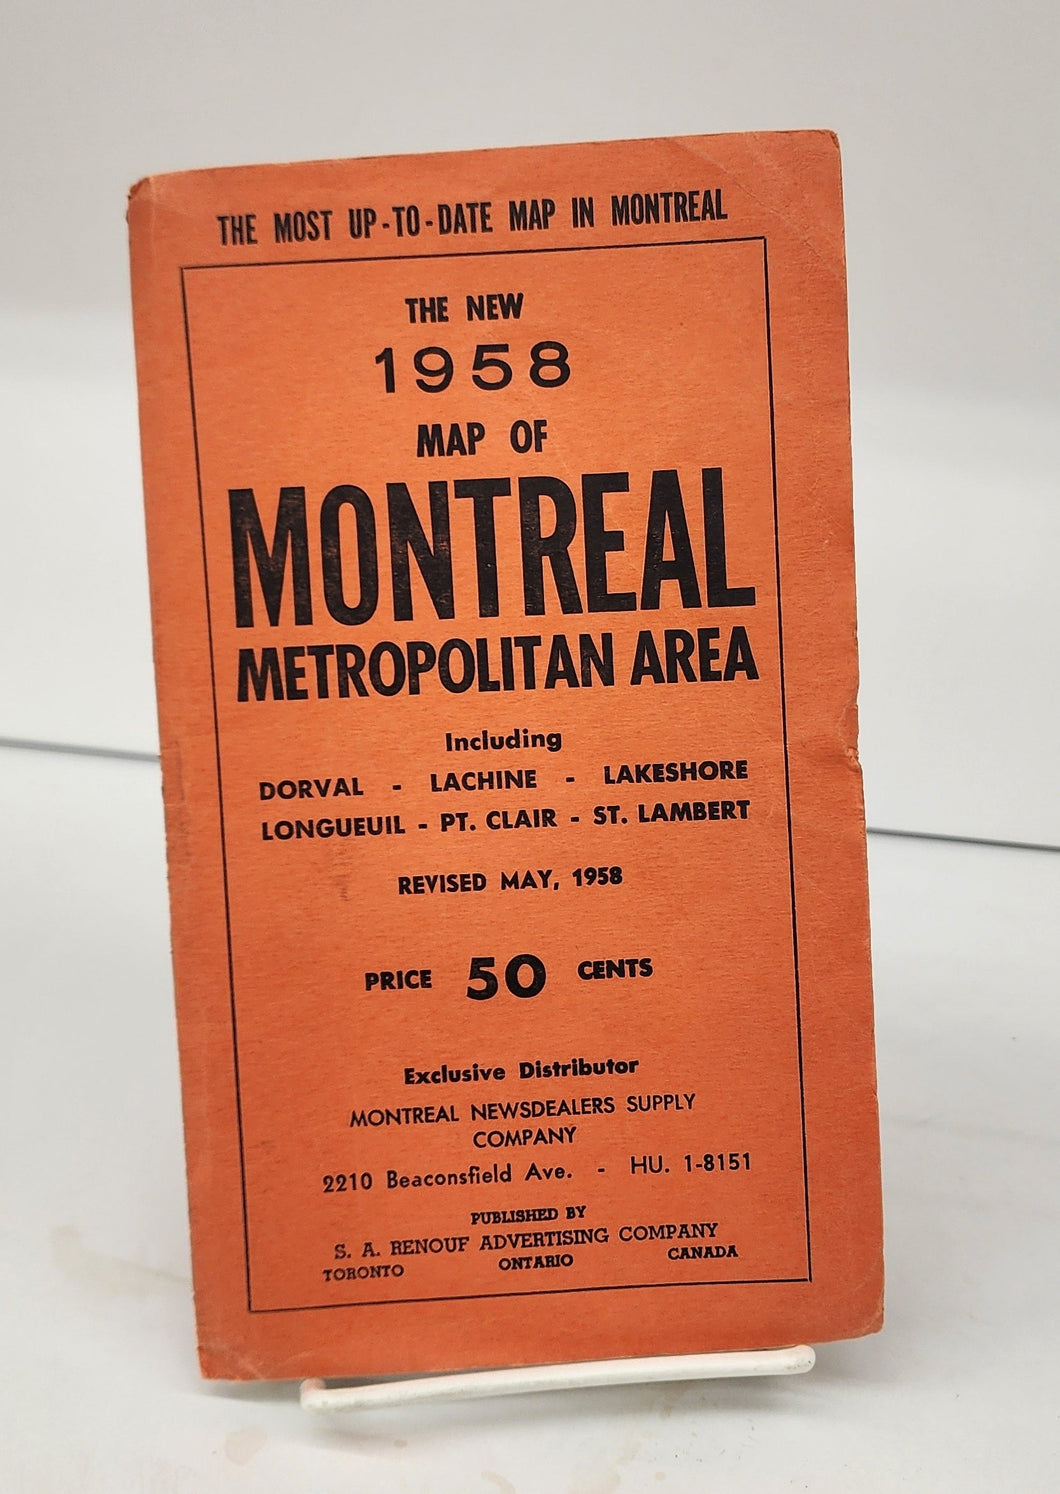 THE MOST UP-TO-DATE MAP IN MONTREAL
THE NEW
1958
MAP OF
MONTREAL
METROPOLITAN AREA
Including
DORVAL - LACHINE - LAKESHORE
LONGUEUIL - PT. CLAIR - ST. LAMBERT
REVISED MAY, 1958
PRICE 50 CENTS
Exclusive Distributor
MONTREAL NEWSDEALERS SUPPLY
COMPANY
2210 Beaconsfield Ave. - HU. 1-8151
PUBLISHED BY
S. A. RENOUF ADVERTISING COMPANY
TORONTO ONTARIO CANADA